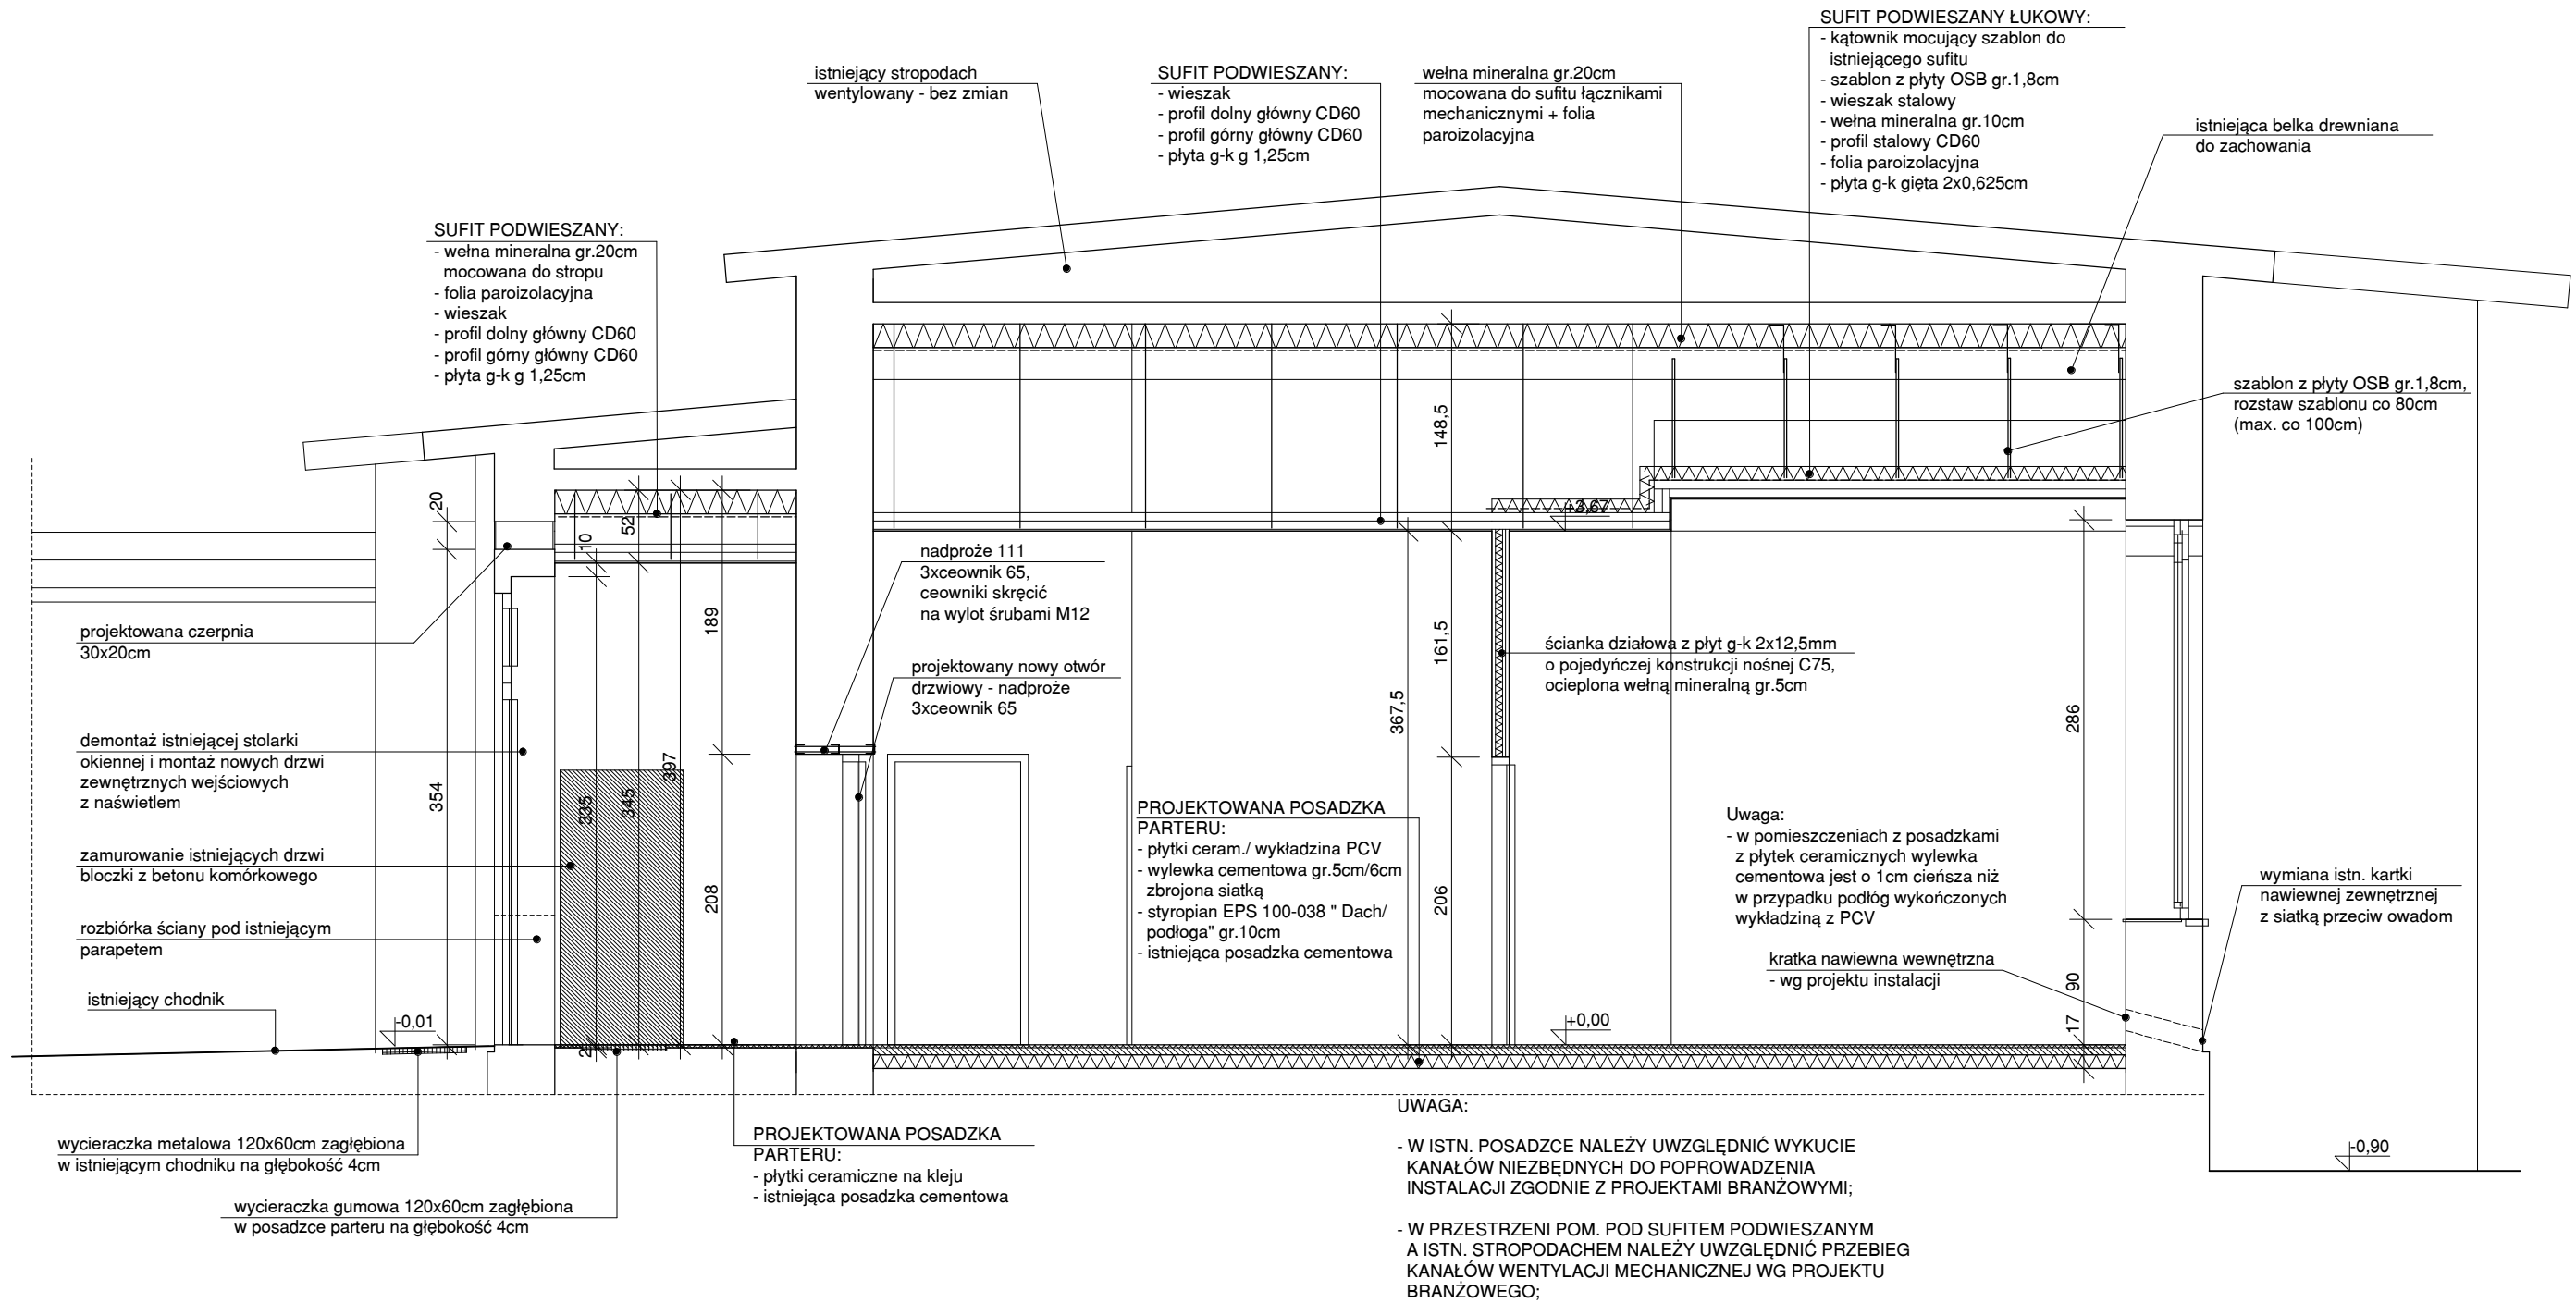 SUFIT PODWIESZANY ŁUKOWY:
- kątownik mocujący szablon do
istniejącego sufitu
- szablon z płyty OSB gr.1,8cm
- wieszak stalowy
- wełna mineralna gr.10cm
- profil stalowy CD60
- folia paroizolacyjna
- płyta g-k gięta 2x0,625cm
istniejący stropodach
wentylowany - bez zmian
SUFIT PODWIESZANY:
- wieszak
- profil dolny główny CD60
- profil górny główny CD60
- płyta g-k g 1,25cm
wełna mineralna gr.20cm
mocowana do sufitu łącznikami
mechanicznymi + folia
paroizolacyjna
istniejąca belka drewniana
do zachowania
SUFIT PODWIESZANY:
- wełna mineralna gr.20cm
mocowana do stropu
- folia paroizolacyjna
- wieszak
- profil dolny główny CD60
- profil górny główny CD60
- płyta g-k g 1,25cm
szablon z płyty OSB gr.1,8cm,
rozstaw szablonu co 80cm
(max. co 100cm)
148,5
20
52
10
+3,67
nadproże 111
3xceownik 65,
ceowniki skręcić
na wylot śrubami M12
189
161,5
projektowana czerpnia
30x20cm
ścianka działowa z płyt g-k 2x12,5mm
o pojedyńczej konstrukcji nośnej C75,
ocieplona wełną mineralną gr.5cm
projektowany nowy otwór
drzwiowy - nadproże
3xceownik 65
367,5
286
demontaż istniejącej stolarki
okiennej i montaż nowych drzwi
zewnętrznych wejściowych
z naświetlem
354
335
345
397
PROJEKTOWANA POSADZKA
PARTERU:
- płytki ceram./ wykładzina PCV
- wylewka cementowa gr.5cm/6cm
zbrojona siatką
- styropian EPS 100-038 " Dach/
podłoga" gr.10cm
- istniejąca posadzka cementowa
Uwaga:
- w pomieszczeniach z posadzkami
z płytek ceramicznych wylewka
cementowa jest o 1cm cieńsza niż
w przypadku podłóg wykończonych
wykładziną z PCV
zamurowanie istniejących drzwi
bloczki z betonu komórkowego
208
206
wymiana istn. kartki
nawiewnej zewnętrznej
z siatką przeciw owadom
rozbiórka ściany pod istniejącym
parapetem
kratka nawiewna wewnętrzna
- wg projektu instalacji
90
istniejący chodnik
-0,01
+0,00
17
2
UWAGA:
wycieraczka metalowa 120x60cm zagłębiona
w istniejącym chodniku na głębokość 4cm
PROJEKTOWANA POSADZKA
PARTERU:
- płytki ceramiczne na kleju
- istniejąca posadzka cementowa
- W ISTN. POSADZCE NALEŻY UWZGLĘDNIĆ WYKUCIE
KANAŁÓW NIEZBĘDNYCH DO POPROWADZENIA
INSTALACJI ZGODNIE Z PROJEKTAMI BRANŻOWYMI;
-0,90
wycieraczka gumowa 120x60cm zagłębiona
w posadzce parteru na głębokość 4cm
- W PRZESTRZENI POM. POD SUFITEM PODWIESZANYM
A ISTN. STROPODACHEM NALEŻY UWZGLĘDNIĆ PRZEBIEG
KANAŁÓW WENTYLACJI MECHANICZNEJ WG PROJEKTU
BRANŻOWEGO;